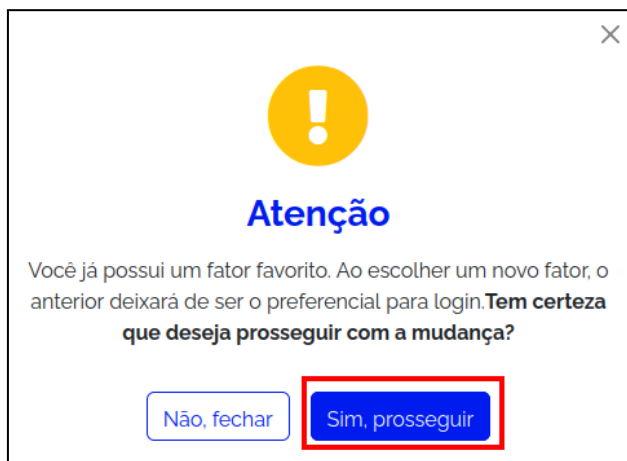 Atenção
Você já possui um fator favorito. Ao escolher um novo fator, o
anterior deixará de ser o preferencial para login.Tem certeza
que deseja prosseguir com a mudança?
Não, fechar
Sim, prosseguir